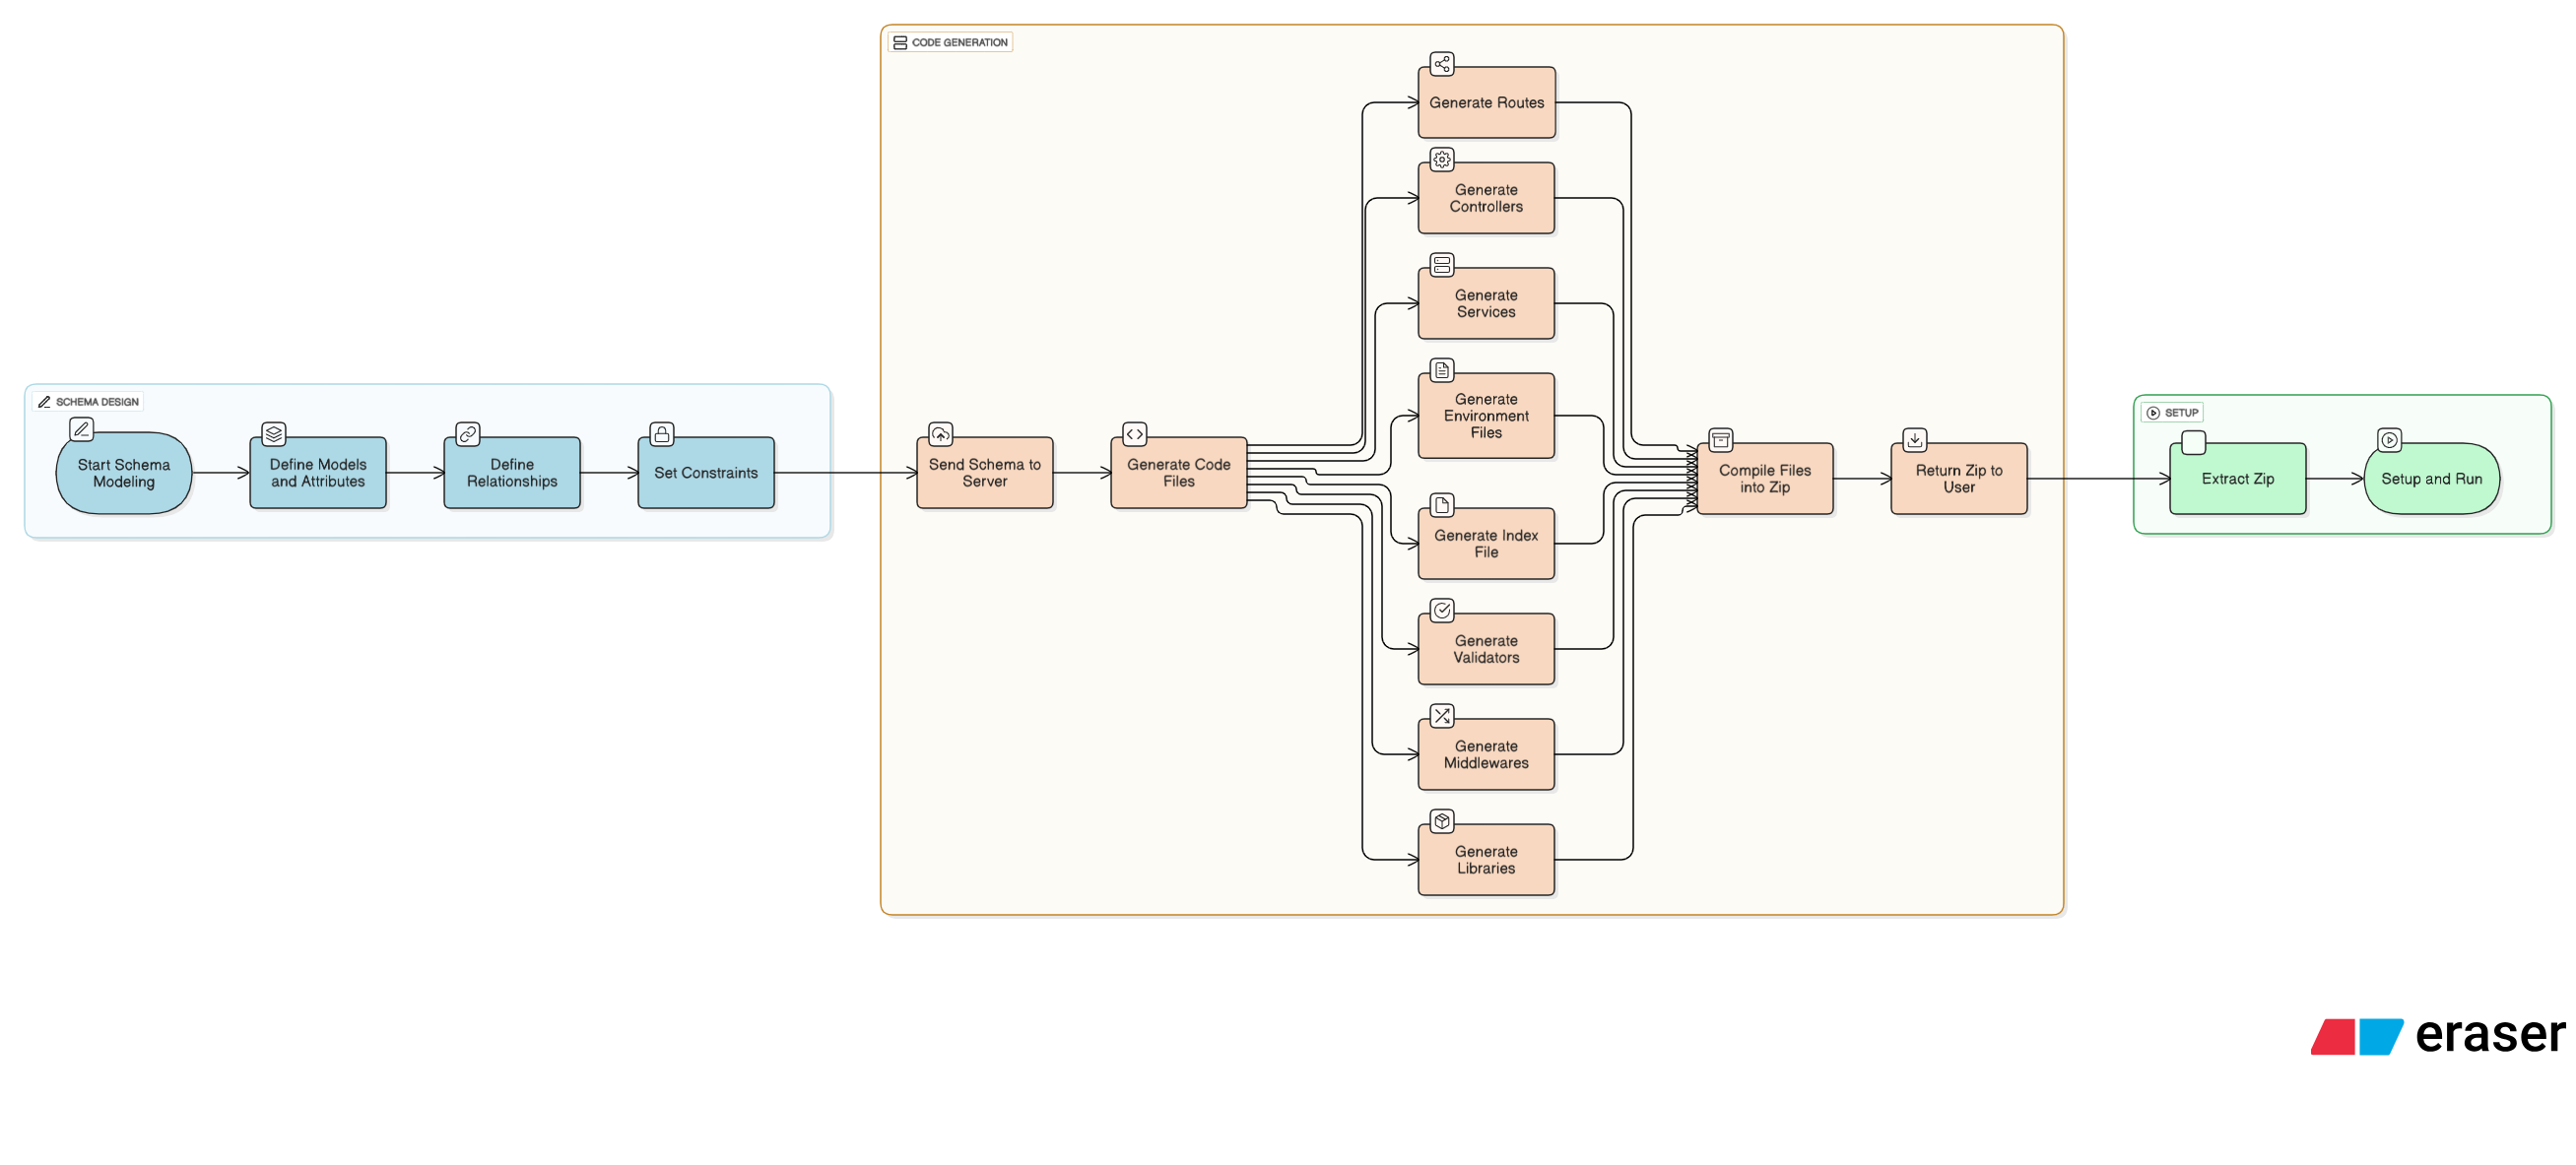 SCHEMA DESIGN
Start Schema
Modeling
Define Models
and Attributes
Define
Relationships
Set Constraints
CODE GENERATION
Send Schema to
Server
Generate Code
Files
Generate Routes
Generate
Controllers
Generate
Services
Generate
Environment
Files
Generate Index
File
Generate
Validators
Generate
Middlewares
Generate
Libraries
Compile Files
into Zip
Return Zip to
User
SETUP
Extract Zip
Setup and Run
eraser